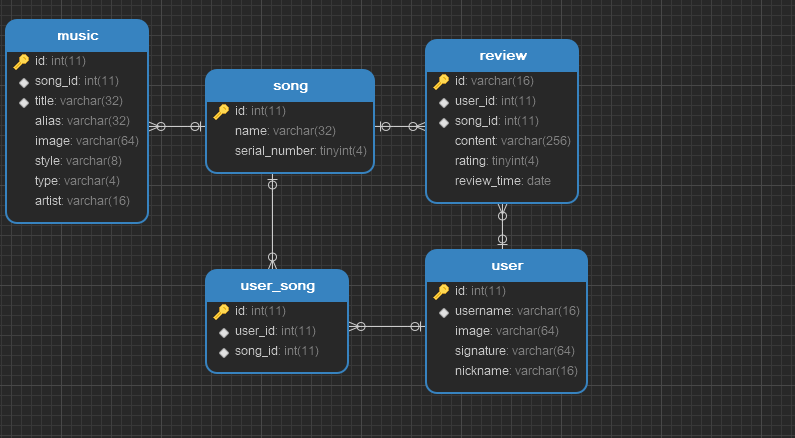 music
id: int(11)
song_id: int(11)
title: varchar(32)
alias: varchar(32)
image: varchar(64)
style: varchar(8)
type: varchar(4)
artist: varchar(16)
song
id: int(11)
name: varchar(32)
serial_number: tinyint(4)
review
id: varchar(16)
user_id: int(11)
song_id: int(11)
content: varchar(256)
rating: tinyint(4)
review_time: date
user_song
id: int(11)
user_id: int(11)
song_id: int(11)
user
id: int(11)
username: varchar(16)
image: varchar(64)
signature: varchar(64)
nickname: varchar(16)